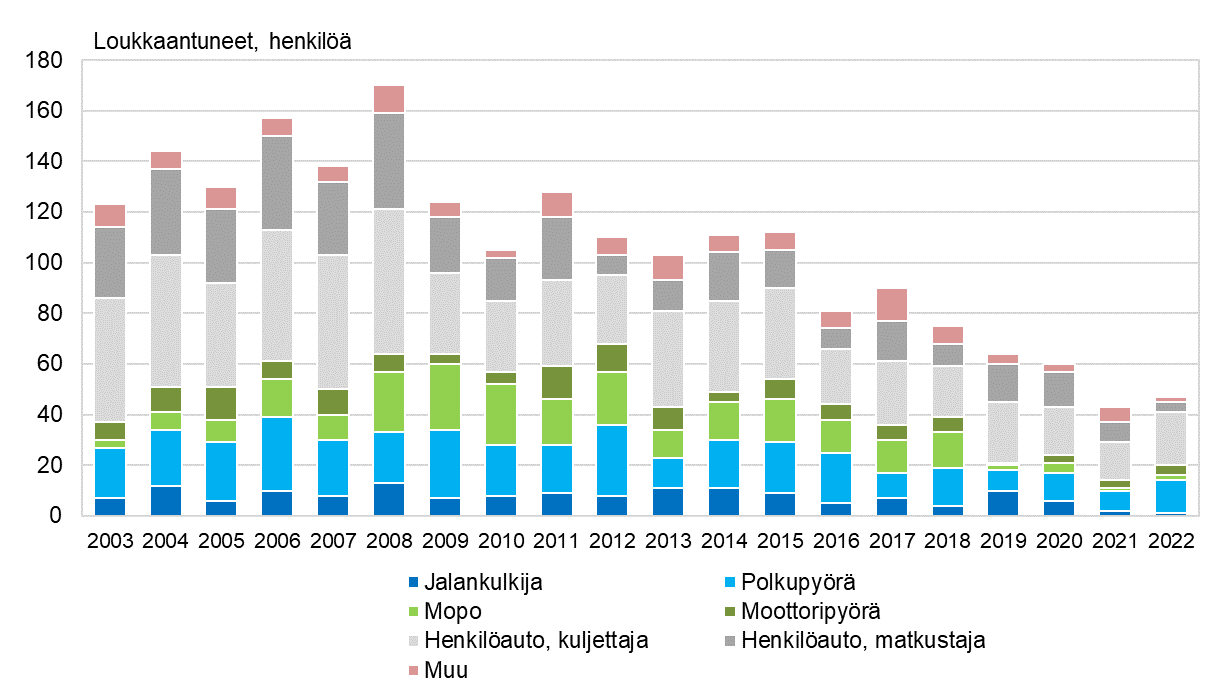 Loukkaantuneet, henkilöä
180
160
140
120
100
80
60
40
20
0
2003 2004 2005 2006 2007 2008 2009 2010 2011 2012 2013 2014 2015 2016 2017 2018 2019 2020 2021 2022
Jalankulkija Polkupyörä
Mopo Moottoripyörä
Henkilöauto, kuljettaja Henkilöauto, matkustaja
Muu